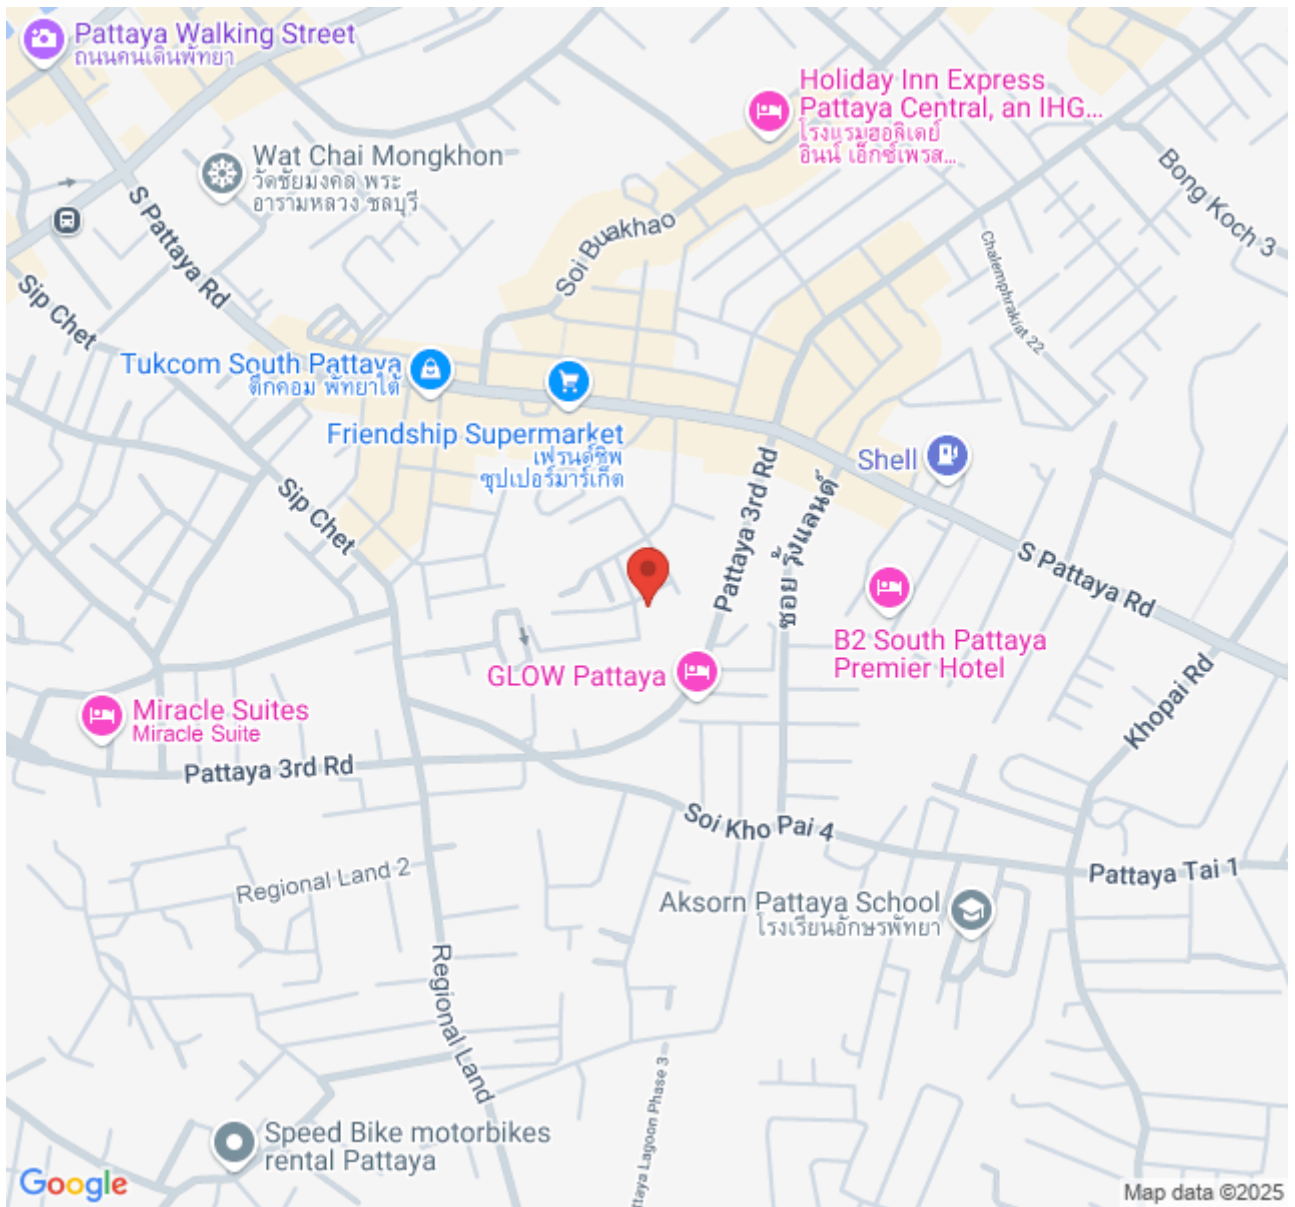 Pattaya Walking Street
ถนนคนเดินพัทยา
Holiday Inn Express
Pattaya Central, an IHG...
โรงแรมฮอลิเดย์
อินน์ เอ็กซ์เพรส...
Wat Chai Mongkhon
วัดชัยมงคล พระ
อารามหลวง ชลบุรี
Bong Koch 3
S Pattaya Rd
Soi Buakhao
Chalermphrakiat 22
Sip Chet
Tukcom South Pattaya
ตึกคอม พัทยาใต้
Friendship Supermarket
เฟรนด์ชิพ
ซุปเปอร์มาร์เก็ต
Shell
Sip Chet
Pattaya 3rd Rd
ซอย วู้งแลนด์
S Pattaya Rd
B2 South Pattaya
Premier Hotel
GLOW Pattaya
Khopai Rd
Miracle Suites
Miracle Suite
Pattaya 3rd Rd
Soi Kho Pai 4
Pattaya Tai 1
Regional Land 2
Aksorn Pattaya School
โรงเรียนอักษรพัทยา
Regional Land
ttaya Lagoon Phase 3
Speed Bike motorbikes
rental Pattaya
Google
Map data ©2025